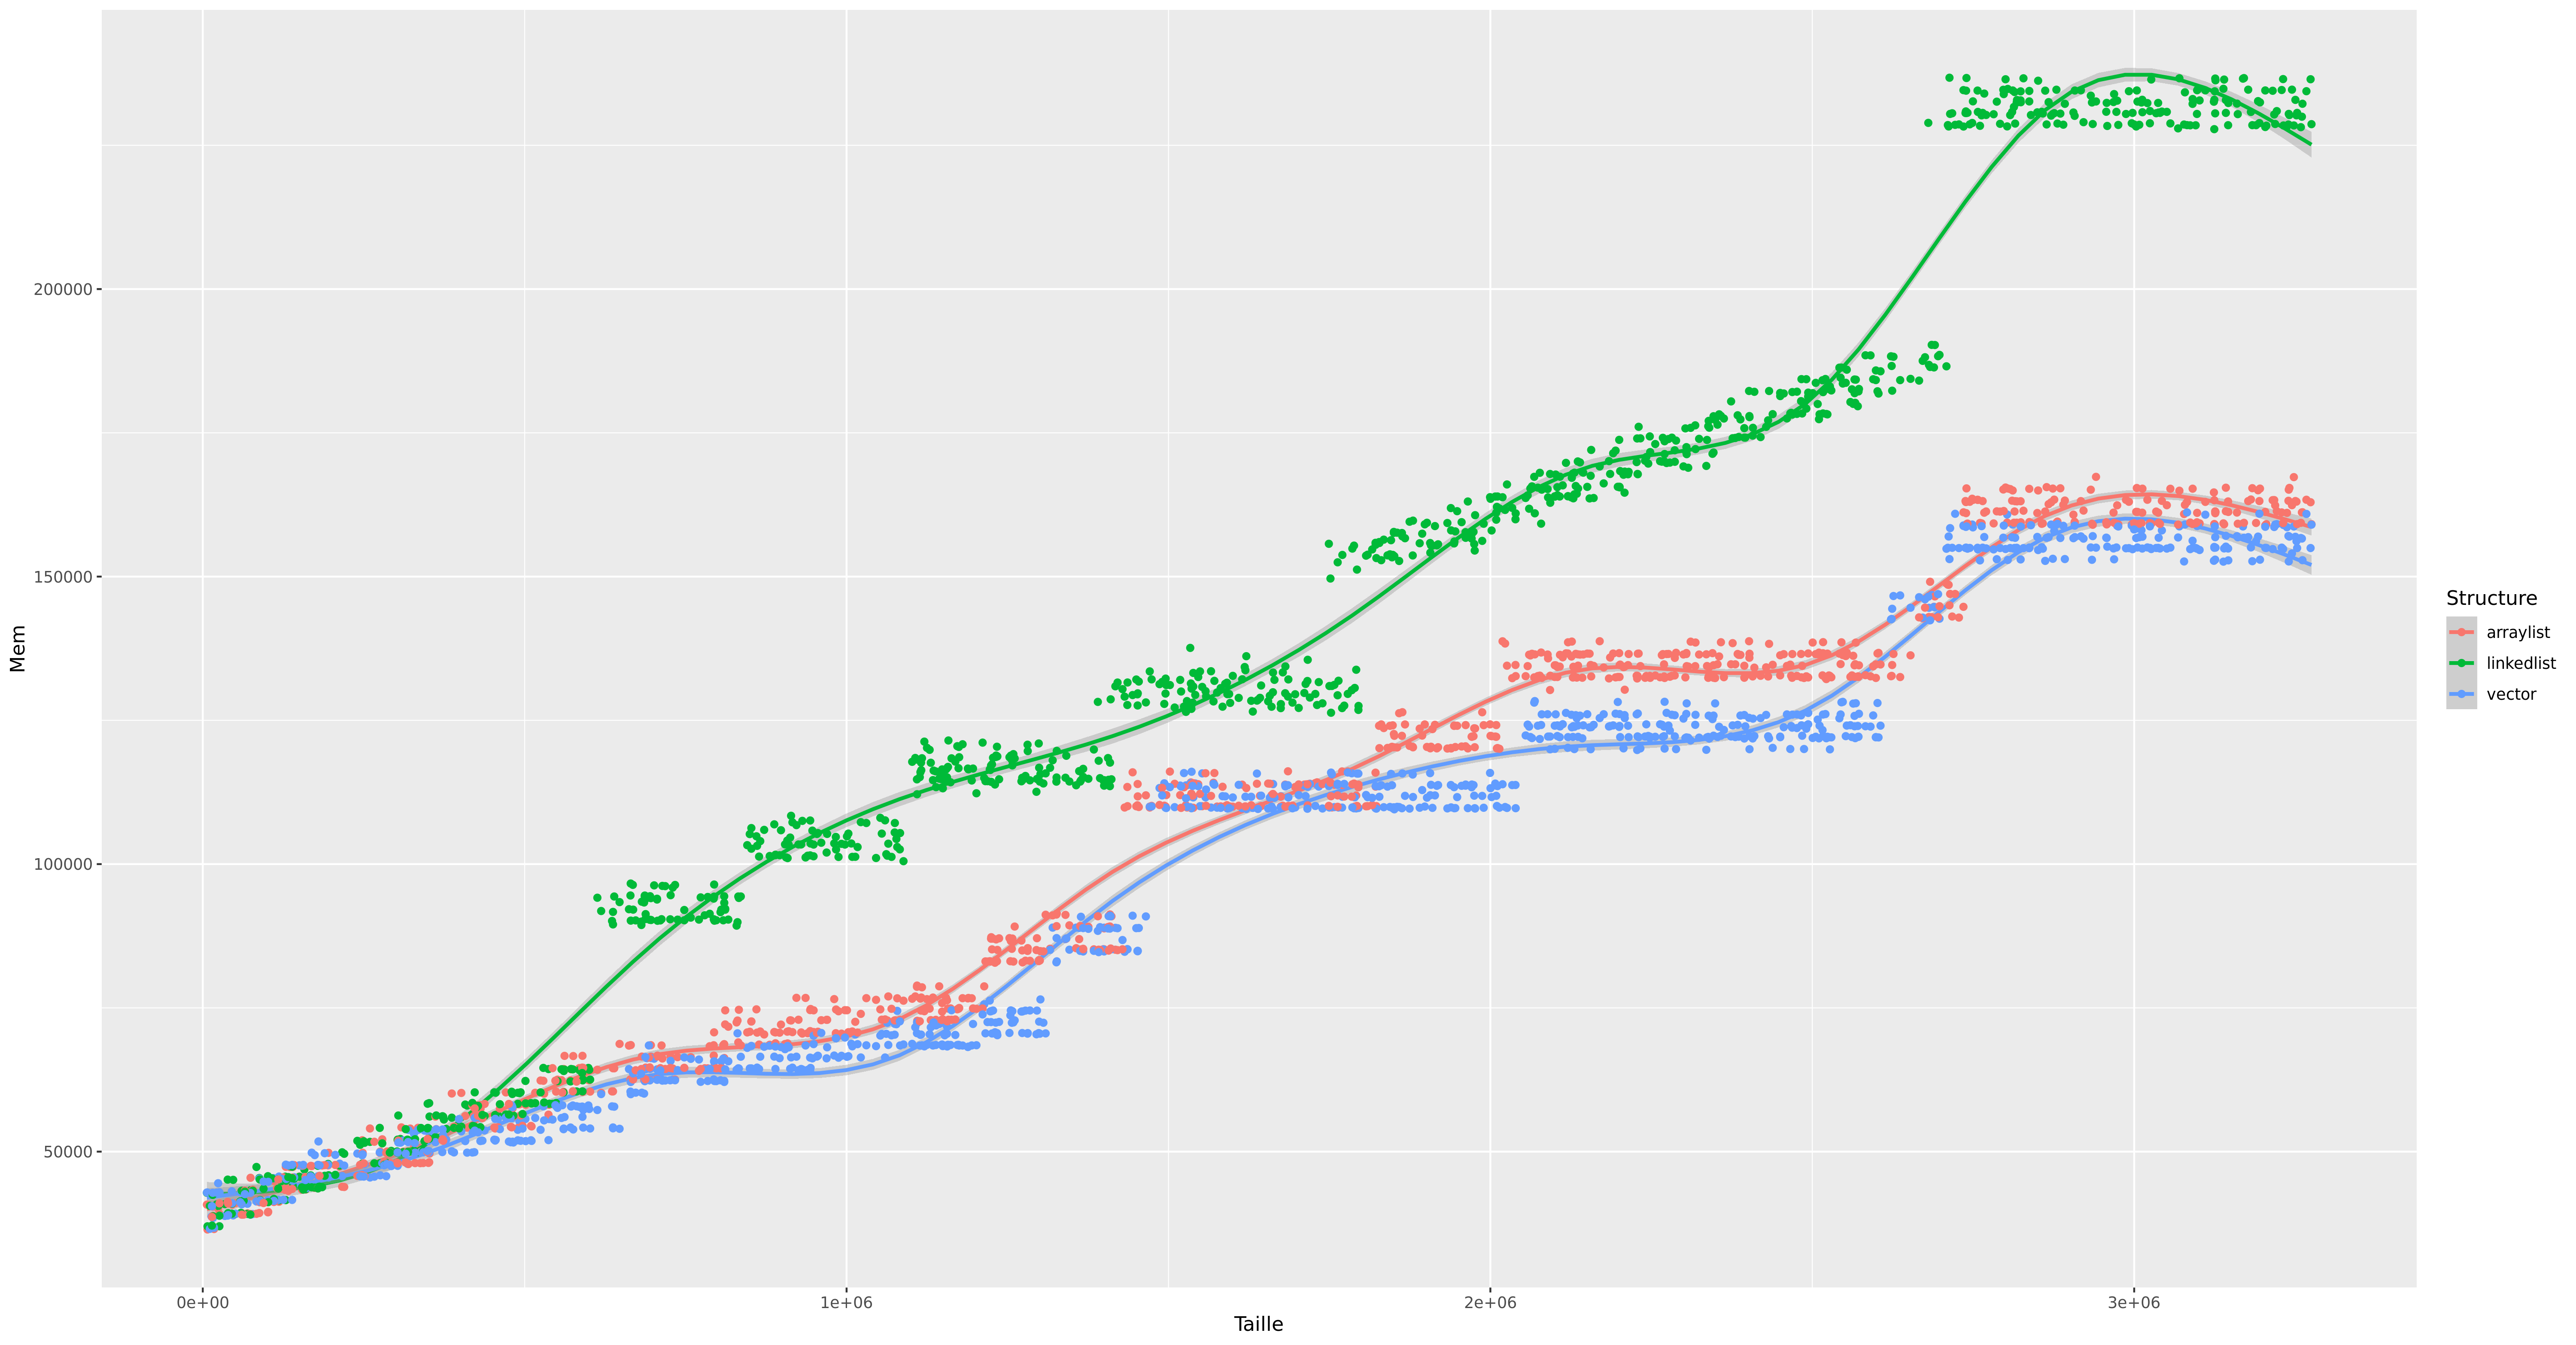 200000
150000
100000
50000
Mem
0e+00
1e+06
2e+06
3e+06
Taille
Structure
arraylist
linkedlist
vector